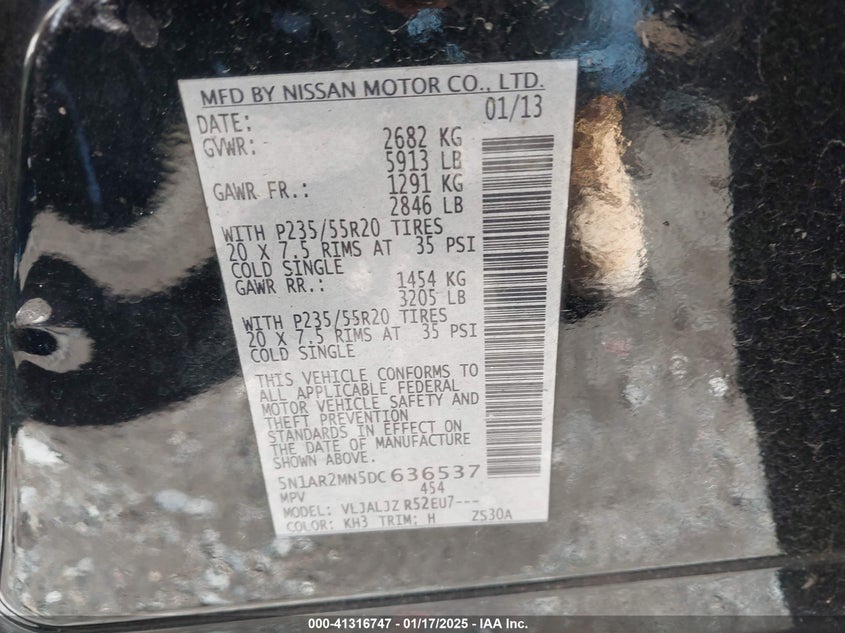 MFD BY NISSAN MOTOR CO., LTD.
DATE: 01/13
GVWR: 2682 KG
5913 LB
GAWR FR.: 1291 KG
2846 LB
WITH P235/55R20 TIRES
20 X 7.5 RIMS AT 35 PSI
COLD SINGLE
GAWR RR.: 1454 KG
3205 LB
WITH P235/55R20 TIRES
20 X 7.5 RIMS AT 35 PSI
COLD SINGLE
THIS VEHICLE CONFORMS TO
ALL APPLICABLE FEDERAL
MOTOR VEHICLE SAFETY AND
THEFT PREVENTION
STANDARDS IN EFFECT ON
THE DATE OF MANUFACTURE
SHOWN ABOVE.
5N1AR2MN5DC636537
MPV 454
MODEL: VLJALJZ R52EU7---
COLOR: KH3 TRIM: H ZS30A
000-41316747 - 01/17/2025 - IAA Inc.